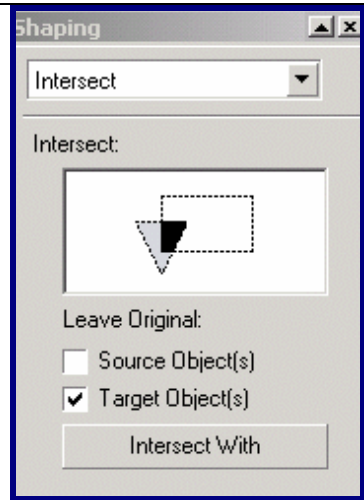 Shaping
Intersect
Intersect:
Leave Original:
Source Object(s)
Target Object(s)
Intersect With